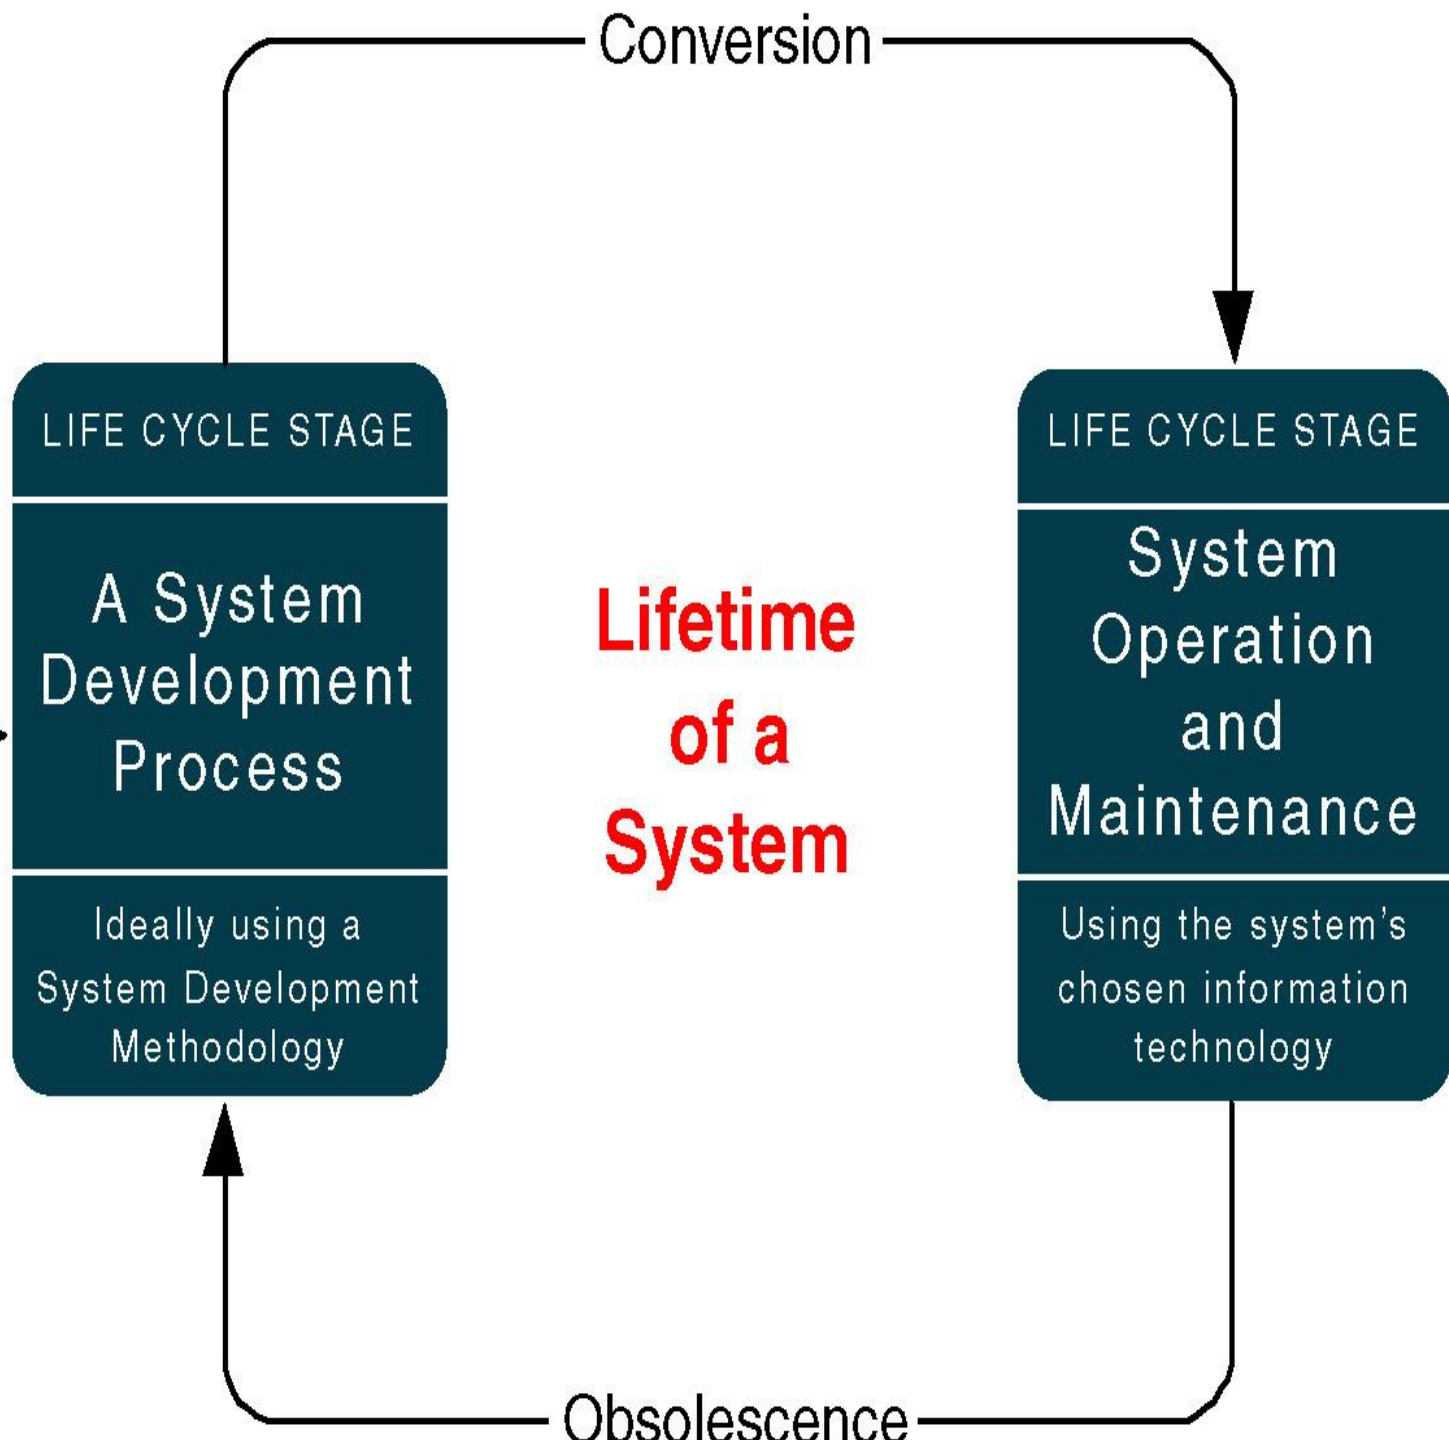 Conversion
LIFE CYCLE STAGE
A System
Development
Process
Ideally using a
System Development
Methodology
Lifetime
of a
System
LIFE CYCLE STAGE
System
Operation
and
Maintenance
Using the system’s
chosen information
technology
Obsolescence